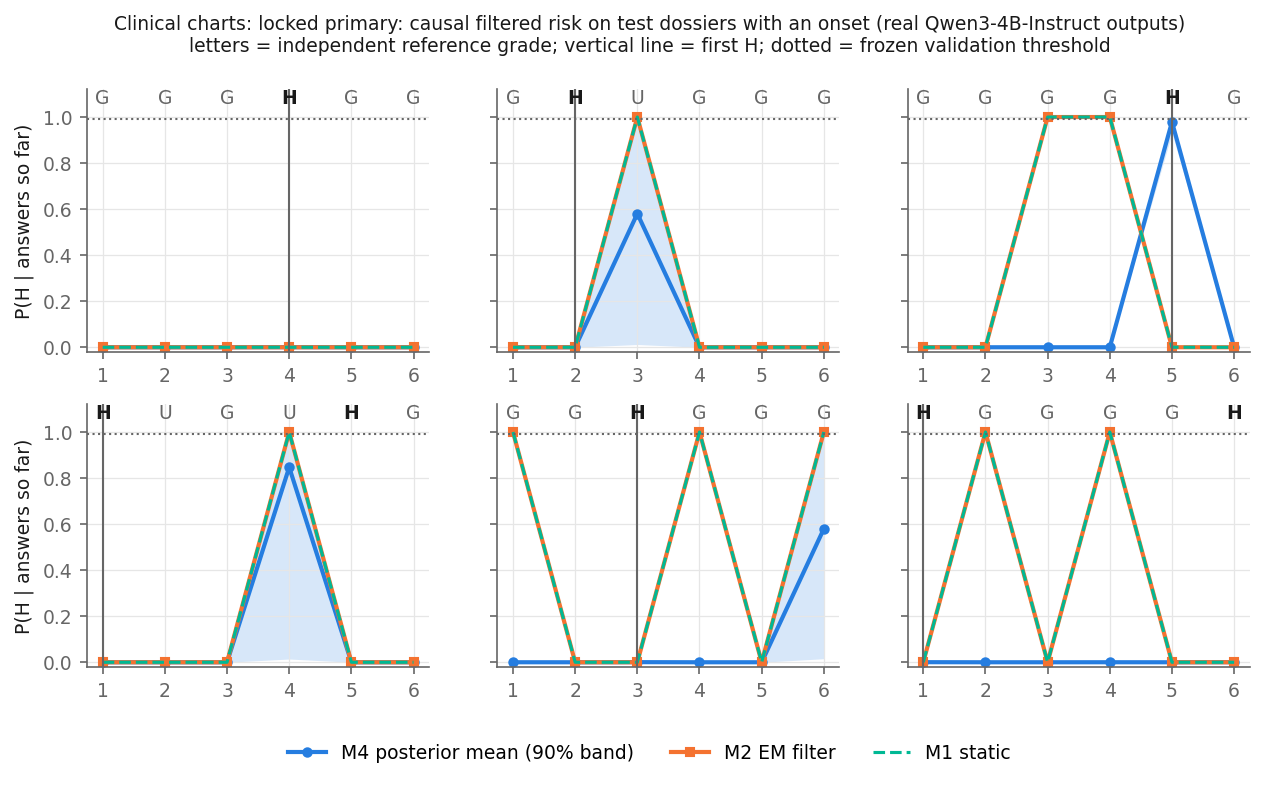 Clinical charts: locked primary: causal filtered risk on test dossiers with an onset (real Qwen3-4B-Instruct outputs)
letters = independent reference grade; vertical line = first H; dotted = frozen validation threshold
G G G H G G
G H U G G G
G G G G H G
P(H | answers so far)
1.0
0.8
0.6
0.4
0.2
0.0
1 2 3 4 5 6
1 2 3 4 5 6
1 2 3 4 5 6
H U G U H G
G G H G G G
H G G G G H
P(H | answers so far)
1.0
0.8
0.6
0.4
0.2
0.0
1 2 3 4 5 6
1 2 3 4 5 6
1 2 3 4 5 6
M4 posterior mean (90% band) M2 EM filter M1 static